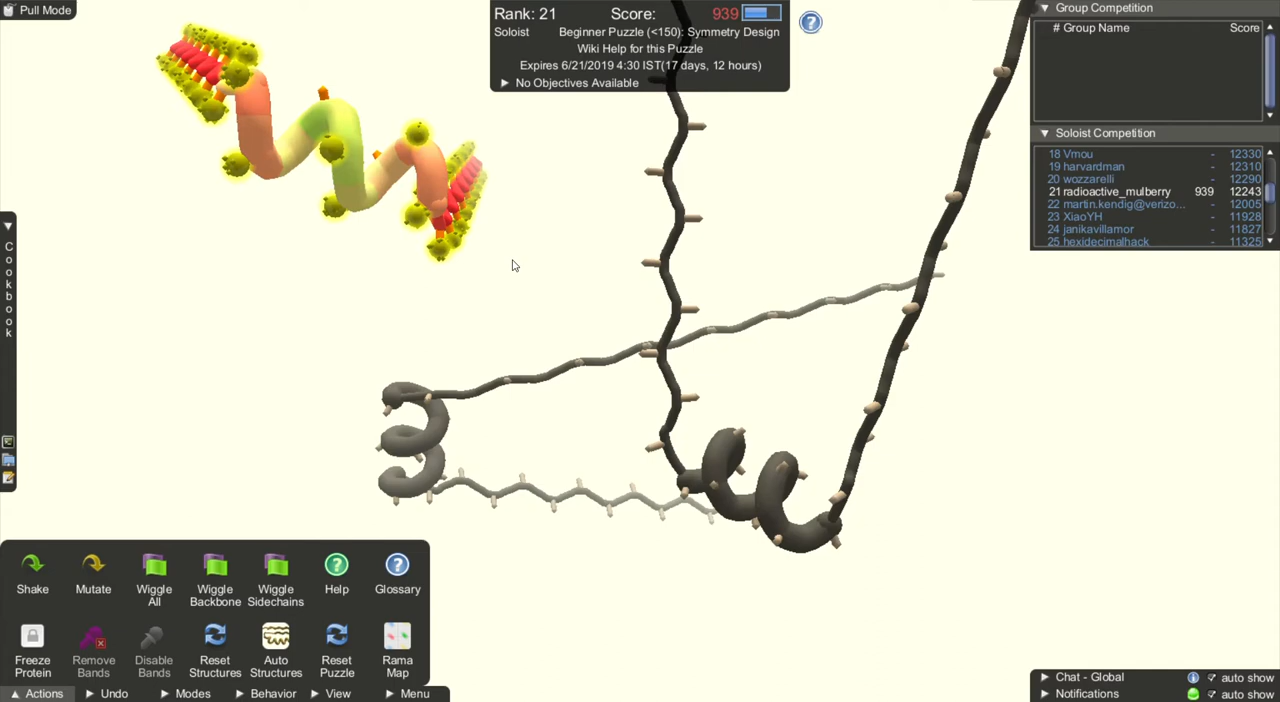 Pull Mode
Rank: 21 Score: 939
Soloist Beginner Puzzle (<150): Symmetry Design
Wiki Help for this Puzzle
Expires 6/21/2019 4:30 IST(17 days, 12 hours)
No Objectives Available
Group Competition
# Group Name Score
Soloist Competition
18 Vmou - 12330
19 harvardman - 12310
20 wozzarelli - 12290
21 radioactive_mulberry 939 12243
22 martin.kendig@verizo... - 12005
23 XiaoYH - 11928
24 janikavillamor - 11827
25 hexidecimalhack - 11325
Cookbook
Shake
Mutate
Wiggle All
Wiggle Backbone
Wiggle Sidechains
Help
Glossary
Freeze Protein
Remove Bands
Disable Bands
Reset Structures
Auto Structures
Reset Puzzle
Rama Map
Actions Undo Modes Behavior View Menu
Chat - Global auto show
Notifications auto show